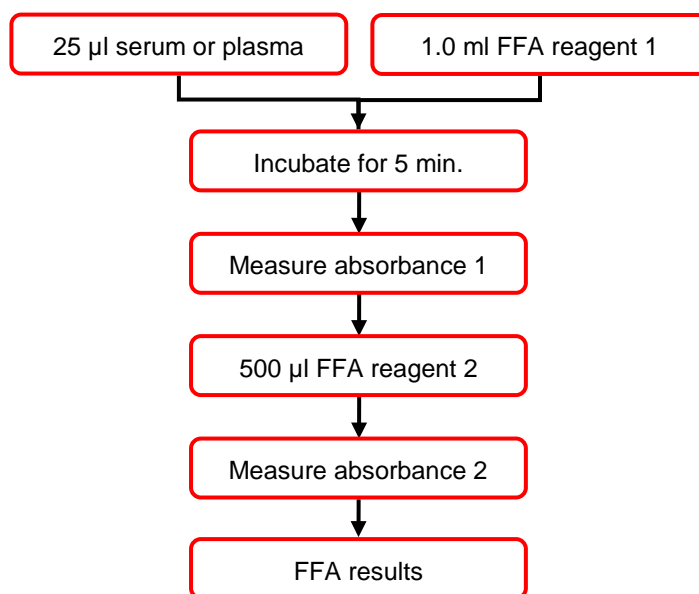 25 µl serum or plasma
1.0 ml FFA reagent 1
Incubate for 5 min.
Measure absorbance 1
500 µl FFA reagent 2
Measure absorbance 2
FFA results